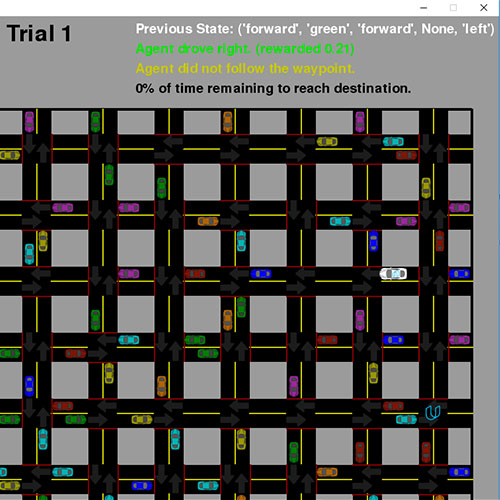 Trial 1
Previous State: ('forward', 'green', 'forward', None, 'left')
Agent drove right. (rewarded 0.21)
Agent did not follow the waypoint.
0% of time remaining to reach destination.